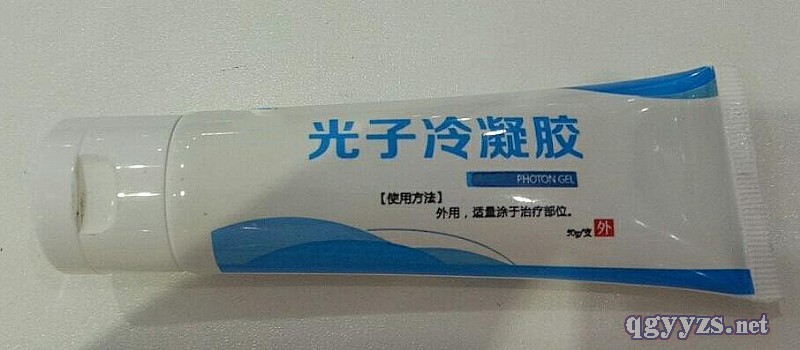 光子冷凝胶
PHOTON GEL
【使用方法】
外用，适量涂于治疗部位。
50g/支 外
qgyyzs.net